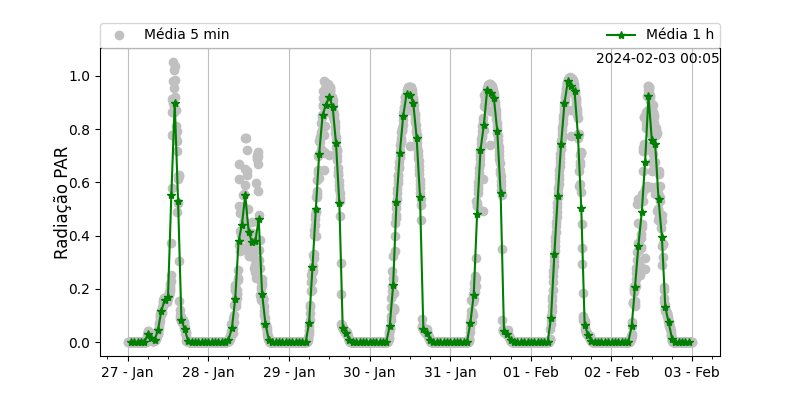 Média 5 min
Média 1 h
2024-02-03 00:05
1.0
0.8
0.6
0.4
0.2
0.0
Radiação PAR
27 - Jan
28 - Jan
29 - Jan
30 - Jan
31 - Jan
01 - Feb
02 - Feb
03 - Feb